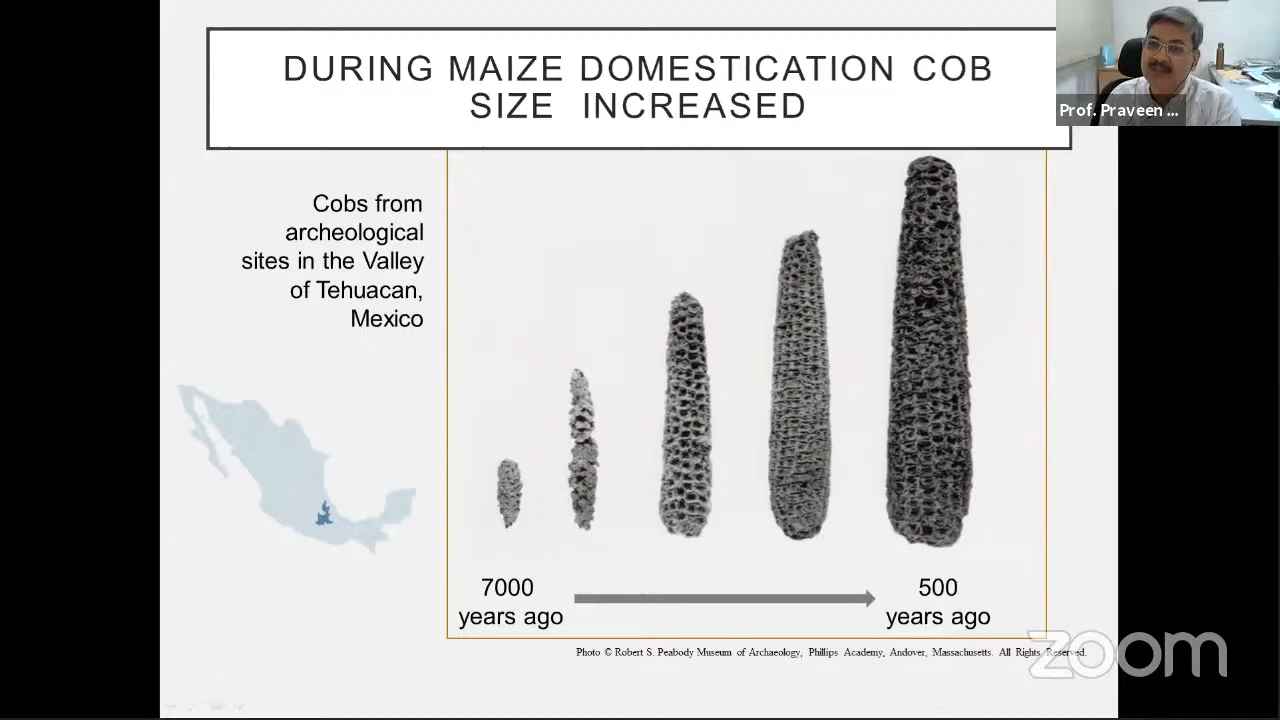 DURING MAIZE DOMESTICATION COB
SIZE INCREASED
Prof. Praveen ...
Cobs from
archeological
sites in the Valley
of Tehuacan,
Mexico
7000
years ago
500
years ago
Photo © Robert S. Peabody Museum of Archaeology, Phillips Academy, Andover, Massachusetts. All Rights Reserved.
zoom